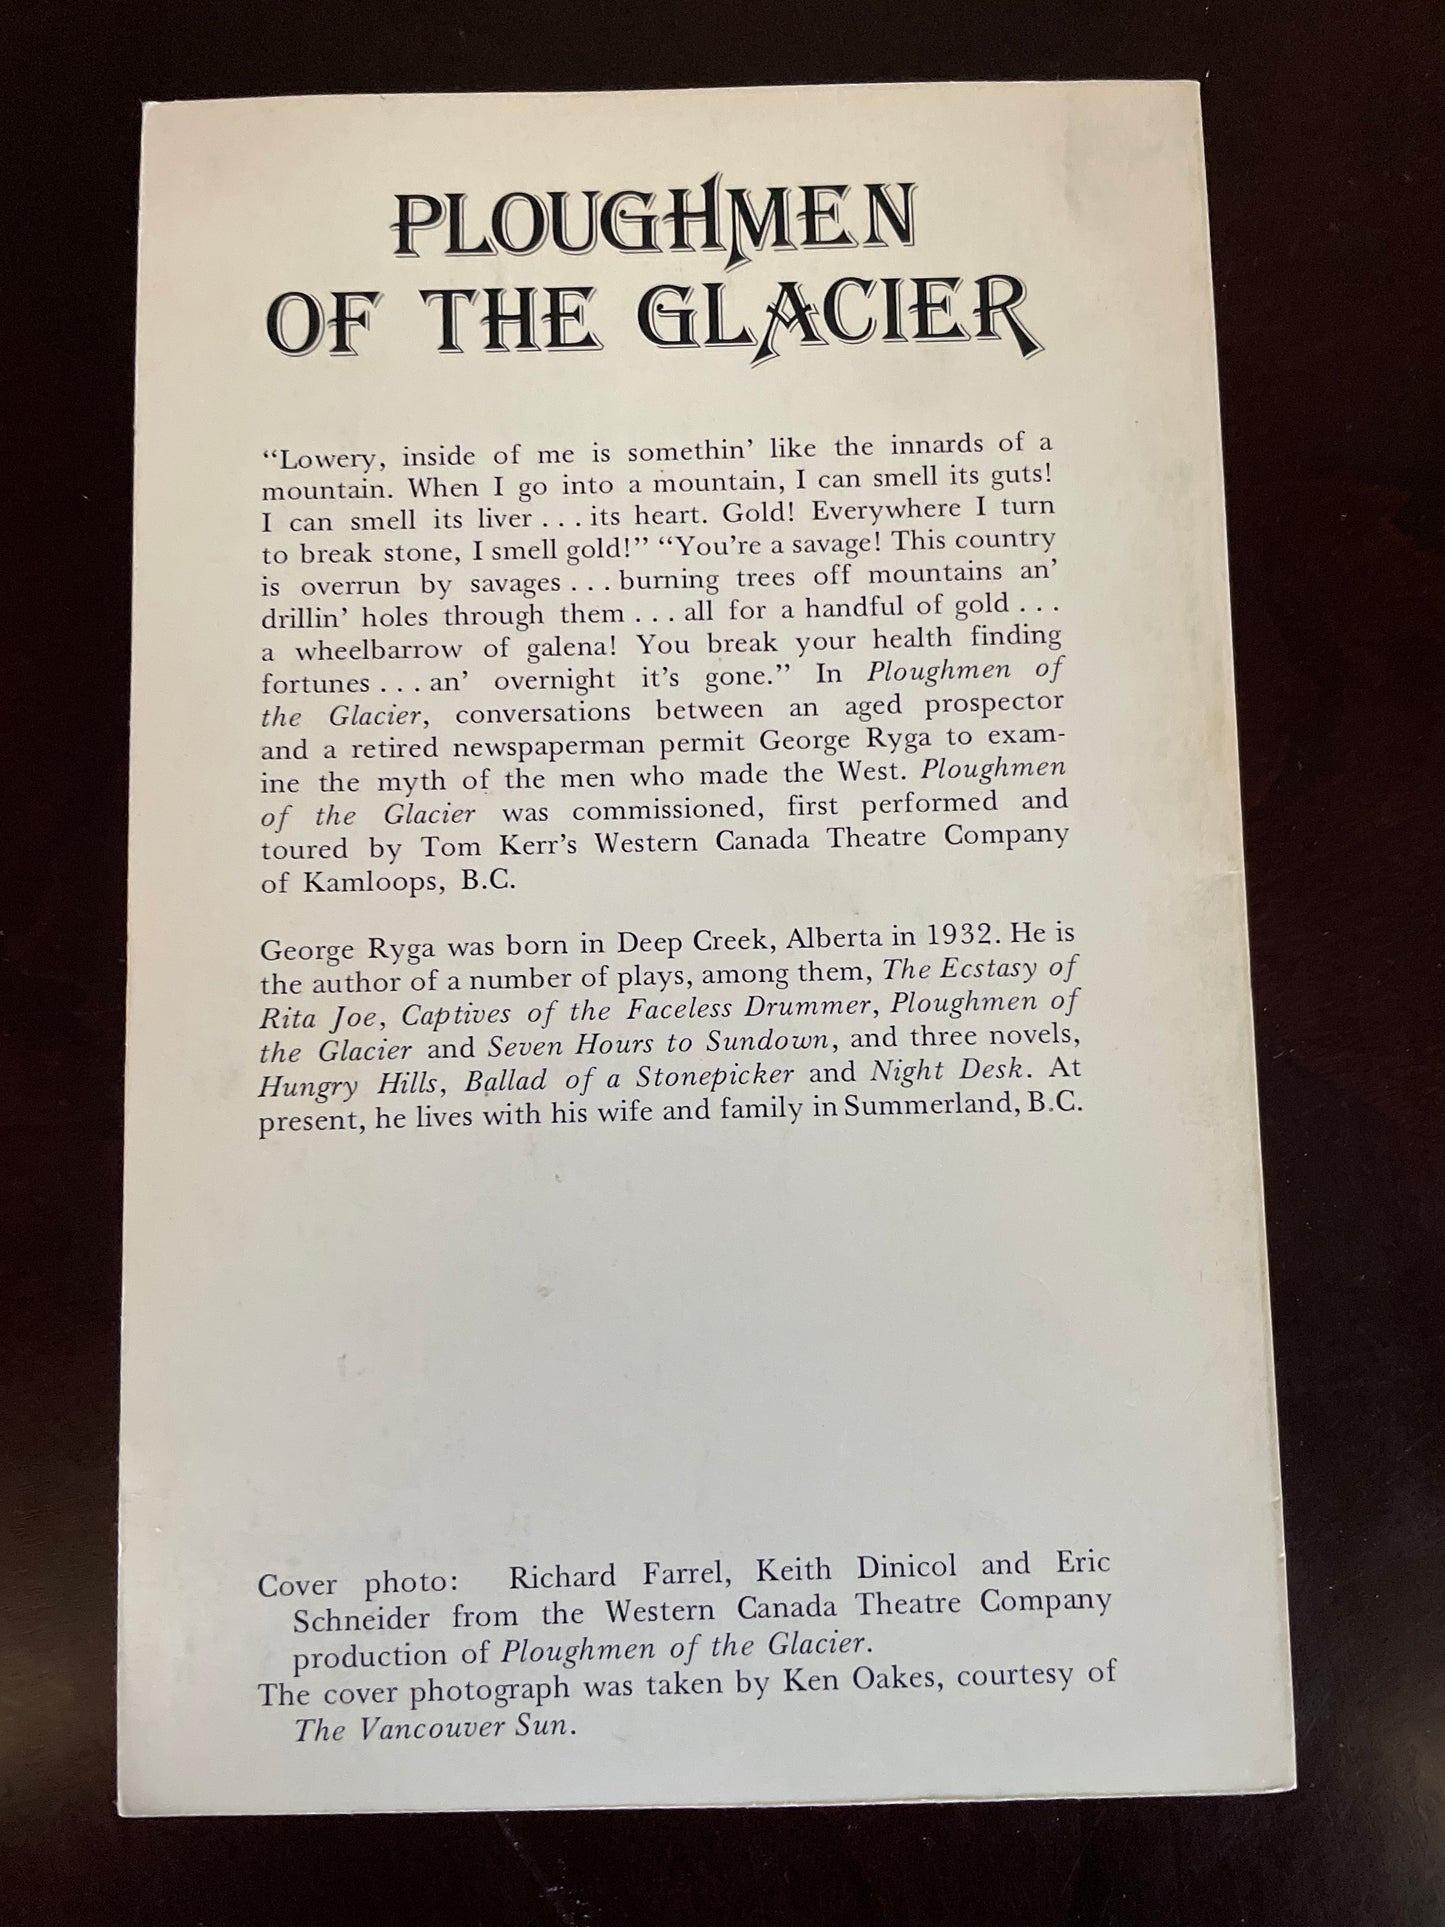 PLOUGHMEN
OF THE GLACIER
“Lowery, inside of me is somethin’ like the innards of a
mountain. When I go into a mountain, I can smell its guts!
I can smell its liver . . . its heart. Gold! Everywhere I turn
to break stone, I smell gold!” “You’re a savage! This country
is overrun by savages . . . burning trees off mountains an’
drillin’ holes through them . . . all for a handful of gold . . .
a wheelbarrow of galena! You break your health finding
fortunes . . . an’ overnight it’s gone.” In Ploughmen of
the Glacier, conversations between an aged prospector
and a retired newspaperman permit George Ryga to exam-
ine the myth of the men who made the West. Ploughmen
of the Glacier was commissioned, first performed and
toured by Tom Kerr’s Western Canada Theatre Company
of Kamloops, B.C.
George Ryga was born in Deep Creek, Alberta in 1932. He is
the author of a number of plays, among them, The Ecstasy of
Rita Joe, Captives of the Faceless Drummer, Ploughmen of
the Glacier and Seven Hours to Sundown, and three novels,
Hungry Hills, Ballad of a Stonepicker and Night Desk. At
present, he lives with his wife and family in Summerland, B.C.
Cover photo: Richard Farrel, Keith Dinicol and Eric
Schneider from the Western Canada Theatre Company
production of Ploughmen of the Glacier.
The cover photograph was taken by Ken Oakes, courtesy of
The Vancouver Sun.